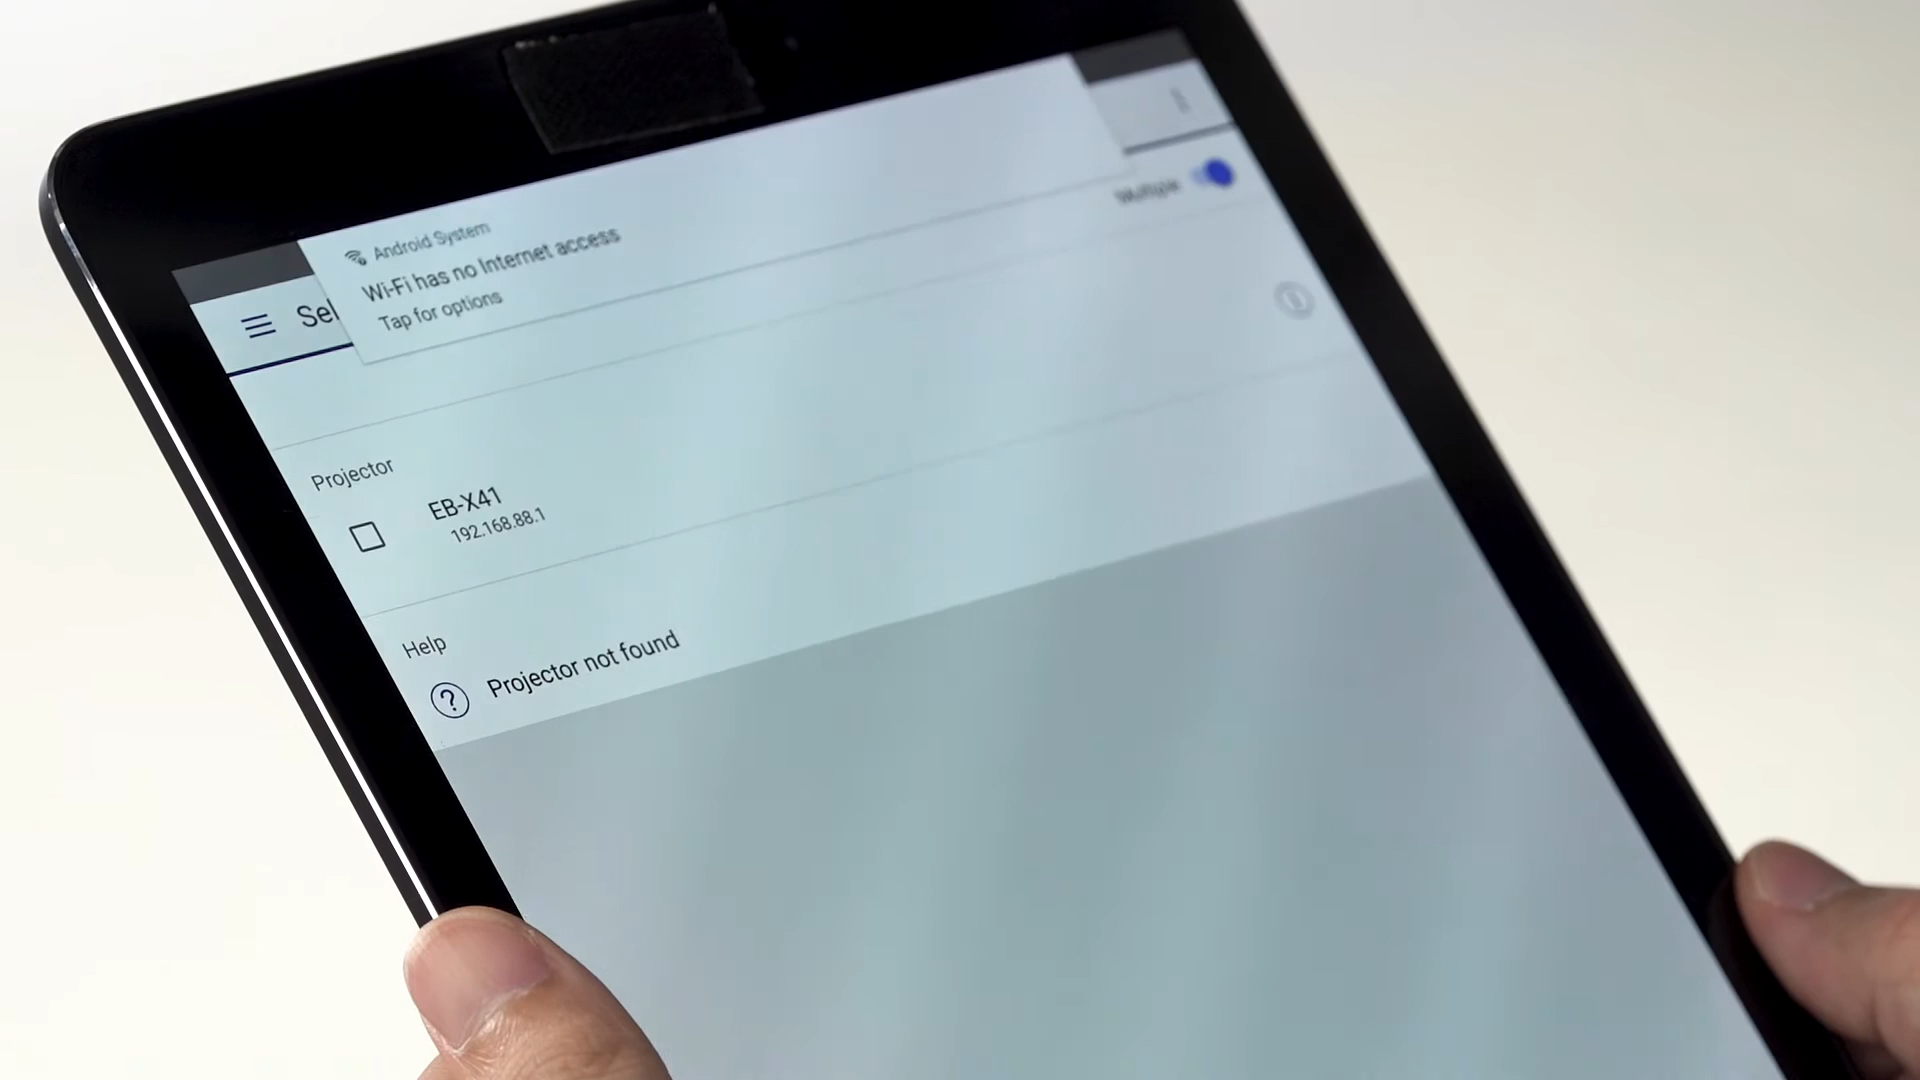 Android System
Wi-Fi has no Internet access
Tap for options
Sel
Multiple
Projector
EB-X41
192.168.88.1
Help
Projector not found